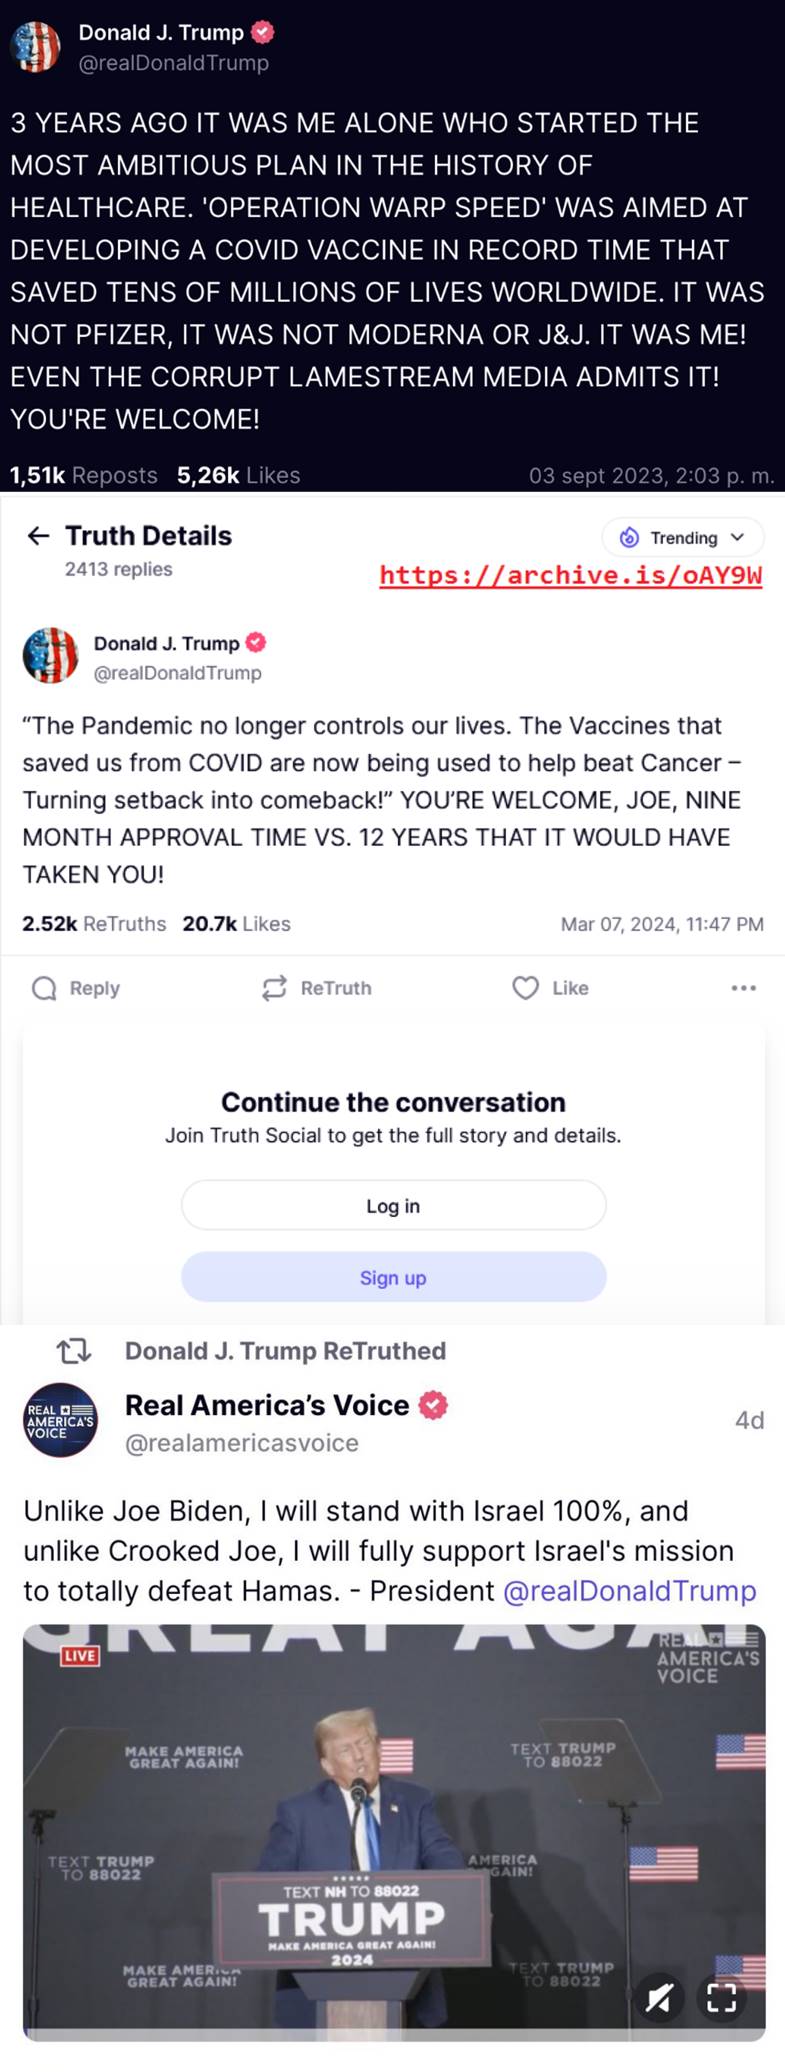 Donald J. Trump
@realDonaldTrump
3 YEARS AGO IT WAS ME ALONE WHO STARTED THE
MOST AMBITIOUS PLAN IN THE HISTORY OF
HEALTHCARE. 'OPERATION WARP SPEED' WAS AIMED AT
DEVELOPING A COVID VACCINE IN RECORD TIME THAT
SAVED TENS OF MILLIONS OF LIVES WORLDWIDE. IT WAS
NOT PFIZER, IT WAS NOT MODERNA OR J&J. IT WAS ME!
EVEN THE CORRUPT LAMESTREAM MEDIA ADMITS IT!
YOU'RE WELCOME!
1,51k Reposts 5,26k Likes 03 sept 2023, 2:03 p. m.
Truth Details
Trending
2413 replies
https://archive.is/oAY9W
Donald J. Trump
@realDonaldTrump
“The Pandemic no longer controls our lives. The Vaccines that
saved us from COVID are now being used to help beat Cancer –
Turning setback into comeback!” YOU’RE WELCOME, JOE, NINE
MONTH APPROVAL TIME VS. 12 YEARS THAT IT WOULD HAVE
TAKEN YOU!
2.52k ReTruths 20.7k Likes Mar 07, 2024, 11:47 PM
Reply ReTruth Like
Continue the conversation
Join Truth Social to get the full story and details.
Log in
Sign up
Donald J. Trump ReTruthed
REAL AMERICA'S VOICE
Real America’s Voice
@realamericasvoice
4d
Unlike Joe Biden, I will stand with Israel 100%, and
unlike Crooked Joe, I will fully support Israel's mission
to totally defeat Hamas. - President @realDonaldTrump
GREAT AGAI
LIVE
REAL
AMERICA'S
VOICE
MAKE AMERICA
GREAT AGAIN!
TEXT TRUMP
TO 88022
TEXT TRUMP
TO 88022
AMERICA
GAIN!
TEXT NH TO 88022
TRUMP
MAKE AMERICA GREAT AGAIN!
2024
MAKE AMERICA
GREAT AGAIN!
TEXT TRUMP
TO 88022